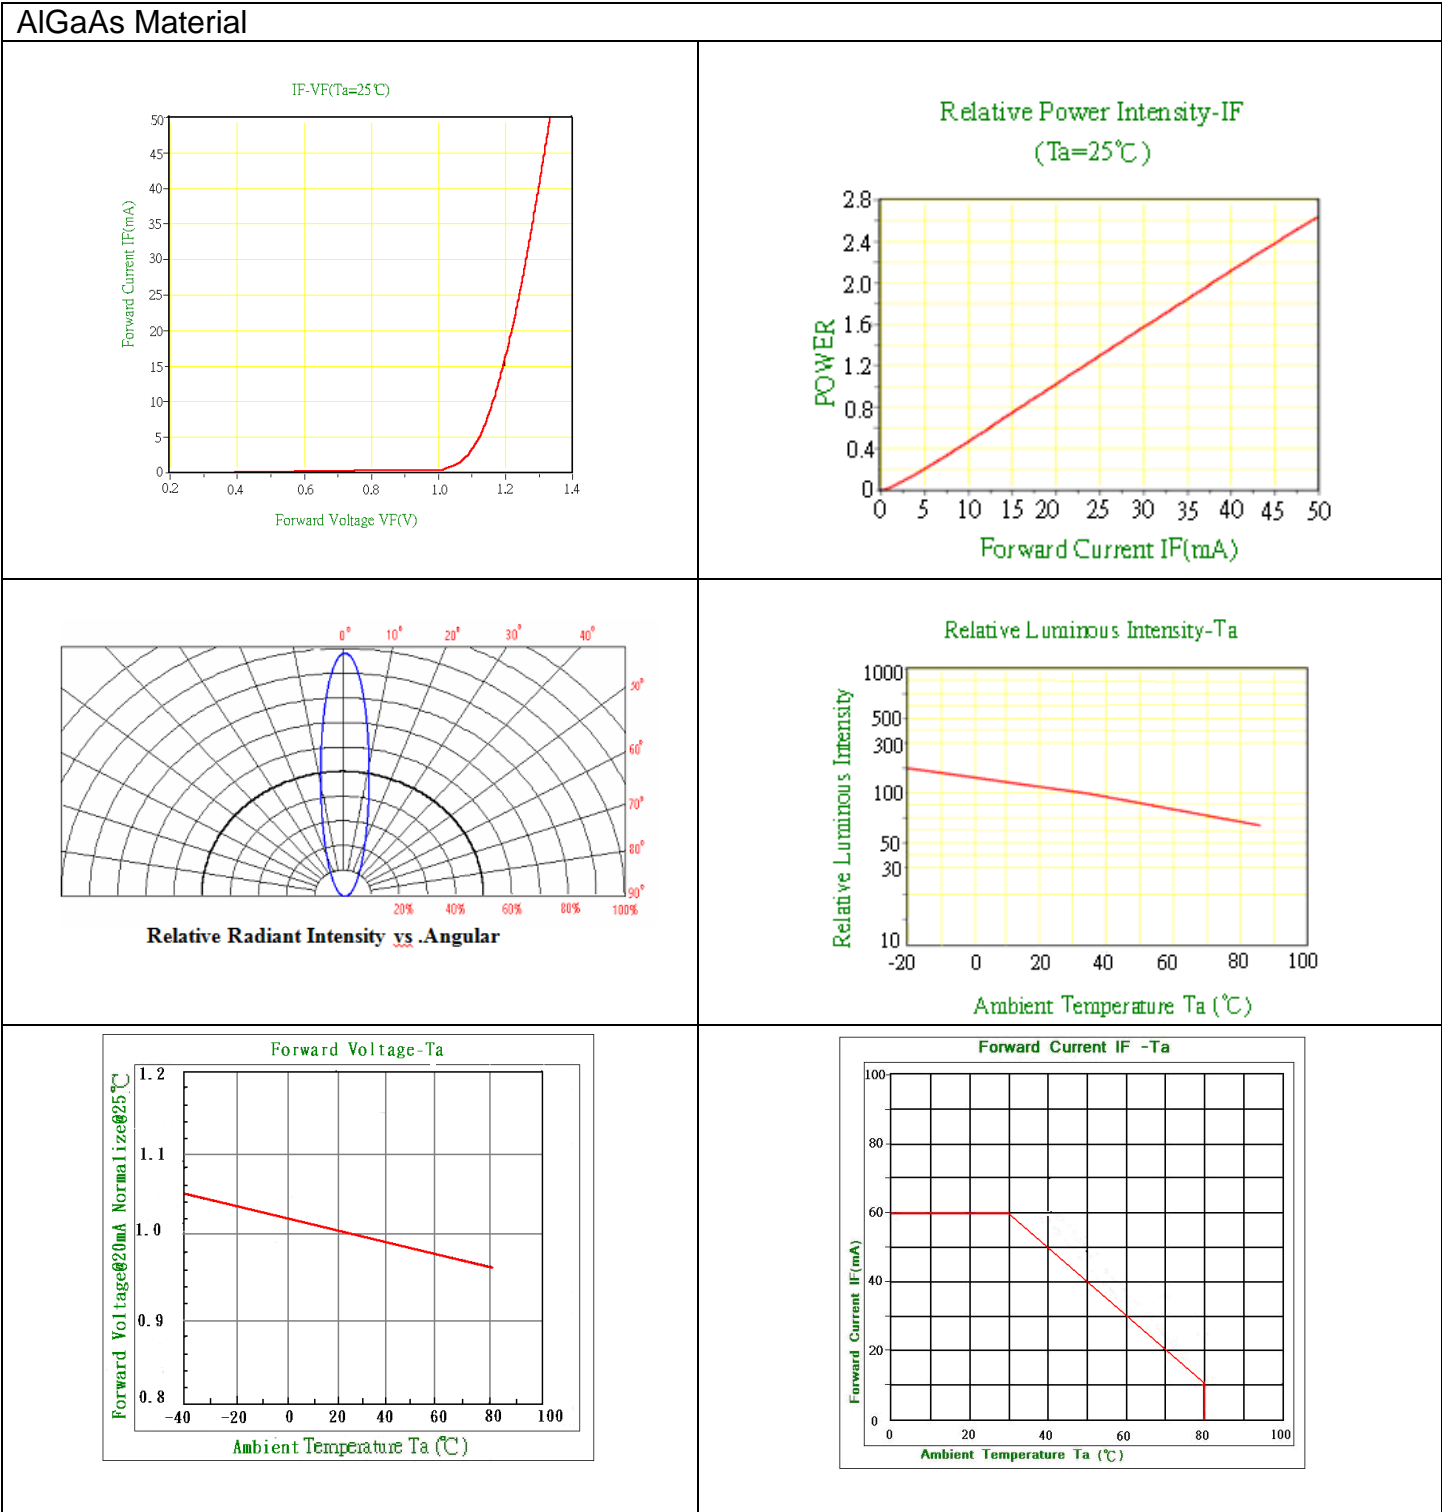 AlGaAs Material
IF-VF(Ta=25℃)
50
45
40
35
30
25
20
15
10
5
0
0.2 0.4 0.6 0.8 1.0 1.2 1.4
Forward Current IF(mA)
Forward Voltage VF(V)
Relative Power Intensity-IF
(Ta=25℃)
2.8
2.4
2.0
1.6
1.2
0.8
0.4
0
0 5 10 15 20 25 30 35 40 45 50
POWER
Forward Current IF(mA)
0° 10° 20° 30° 40°
50°
60°
70°
80°
90°
20% 40% 60% 80% 100%
Relative Radiant Intensity vs .Angular
Relative Luminous Intensity-Ta
1000
500
300
100
50
30
10
-20 0 20 40 60 80 100
Relative Luminous Intensity
Ambient Temperature Ta (℃)
Forward Voltage-Ta
1.2
1.1
1.0
0.9
0.8
-40 -20 0 20 40 60 80 100
Forward Voltage@20mA Normalize@25℃
Ambient Temperature Ta (℃)
Forward Current IF -Ta
100
80
60
40
20
0
0 20 40 60 80 100
Forward Current IF(mA)
Ambient Temperature Ta (℃)